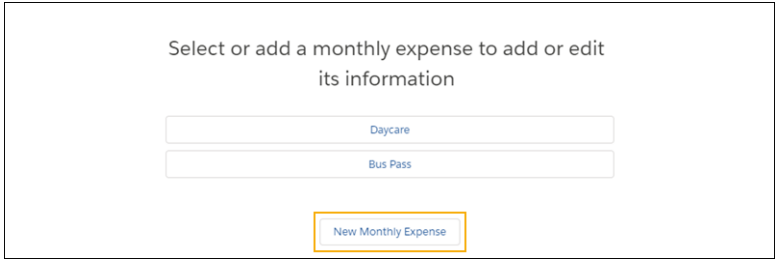 Select or add a monthly expense to add or edit
its information
Daycare
Bus Pass
New Monthly Expense